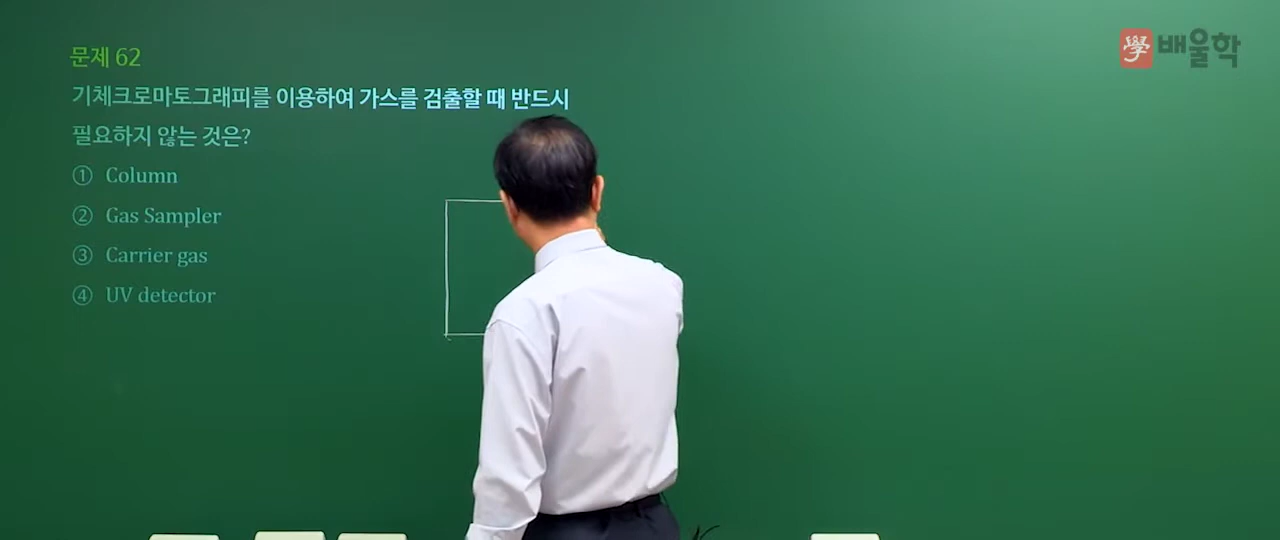 문제 62
學 배울학
기체크로마토그래피를 이용하여 가스를 검출할 때 반드시
필요하지 않는 것은?
① Column
② Gas Sampler
③ Carrier gas
④ UV detector